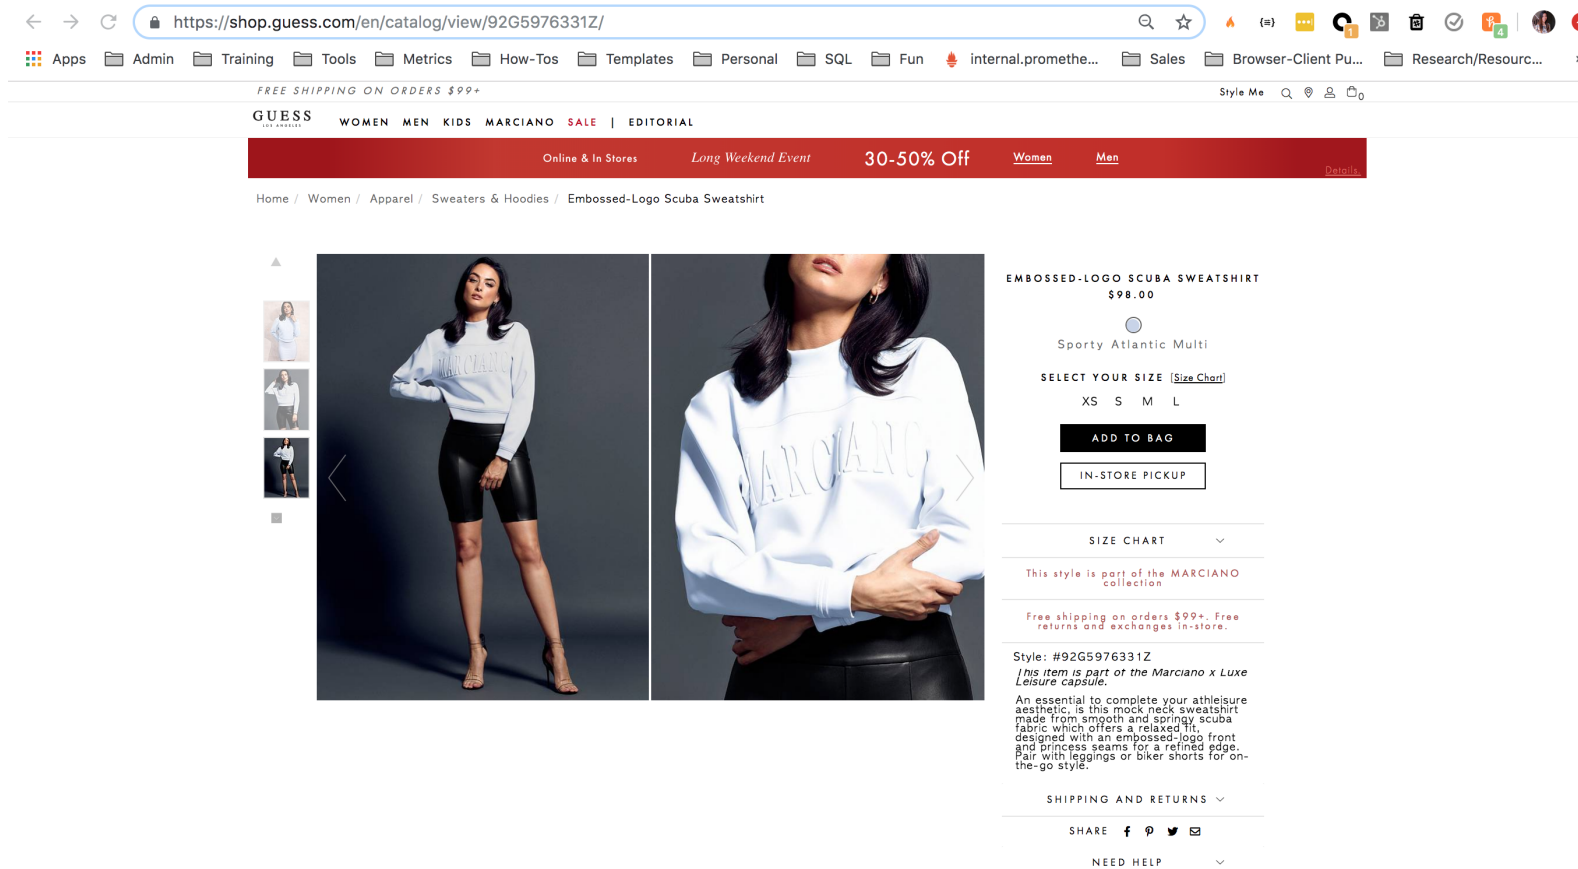 https://shop.guess.com/en/catalog/view/92G5976331Z/
1
4
Apps Admin Training Tools Metrics How-Tos Templates Personal SQL Fun internal.promethe... Sales Browser-Client Pu... Research/Resourc...
FREE SHIPPING ON ORDERS $99+
Style Me
0
GUESS
LOS ANGELES
WOMEN MEN KIDS MARCIANO SALE | EDITORIAL
Online & In Stores Long Weekend Event 30-50% Off Women Men
Details.
Home / Women / Apparel / Sweaters & Hoodies / Embossed-Logo Scuba Sweatshirt
MARCIANO
MARCIANO
EMBOSSED-LOGO SCUBA SWEATSHIRT
$98.00
Sporty Atlantic Multi
SELECT YOUR SIZE [Size Chart]
XS S M L
ADD TO BAG
IN-STORE PICKUP
SIZE CHART
This style is part of the MARCIANO
collection
Free shipping on orders $99+. Free
returns and exchanges in-store.
Style: #92G5976331Z
This item is part of the Marciano x Luxe
Leisure capsule.
An essential to complete your athleisure
aesthetic, is this mock neck sweatshirt
made from smooth and springy scuba
fabric which offers a relaxed fit,
designed with an embossed-logo front
and princess seams for a refined edge.
Pair with leggings or biker shorts for on-
the-go style.
SHIPPING AND RETURNS
SHARE
NEED HELP